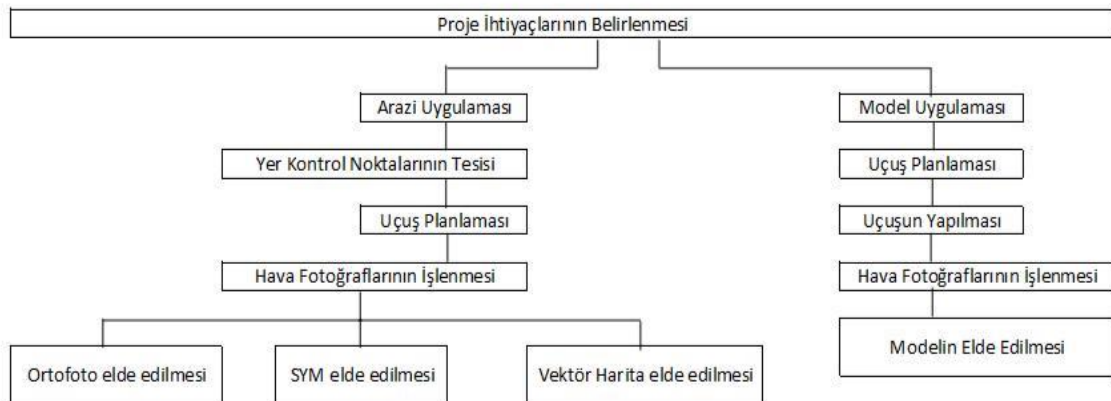 Proje İhtiyaçlarının Belirlenmesi
Arazi Uygulaması
Yer Kontrol Noktalarının Tesisi
Uçuş Planlaması
Hava Fotoğraflarının İşlenmesi
Ortofoto elde edilmesi
SYM elde edilmesi
Vektör Harita elde edilmesi
Model Uygulaması
Uçuş Planlaması
Uçuşun Yapılması
Hava Fotoğraflarının İşlenmesi
Modelin Elde Edilmesi